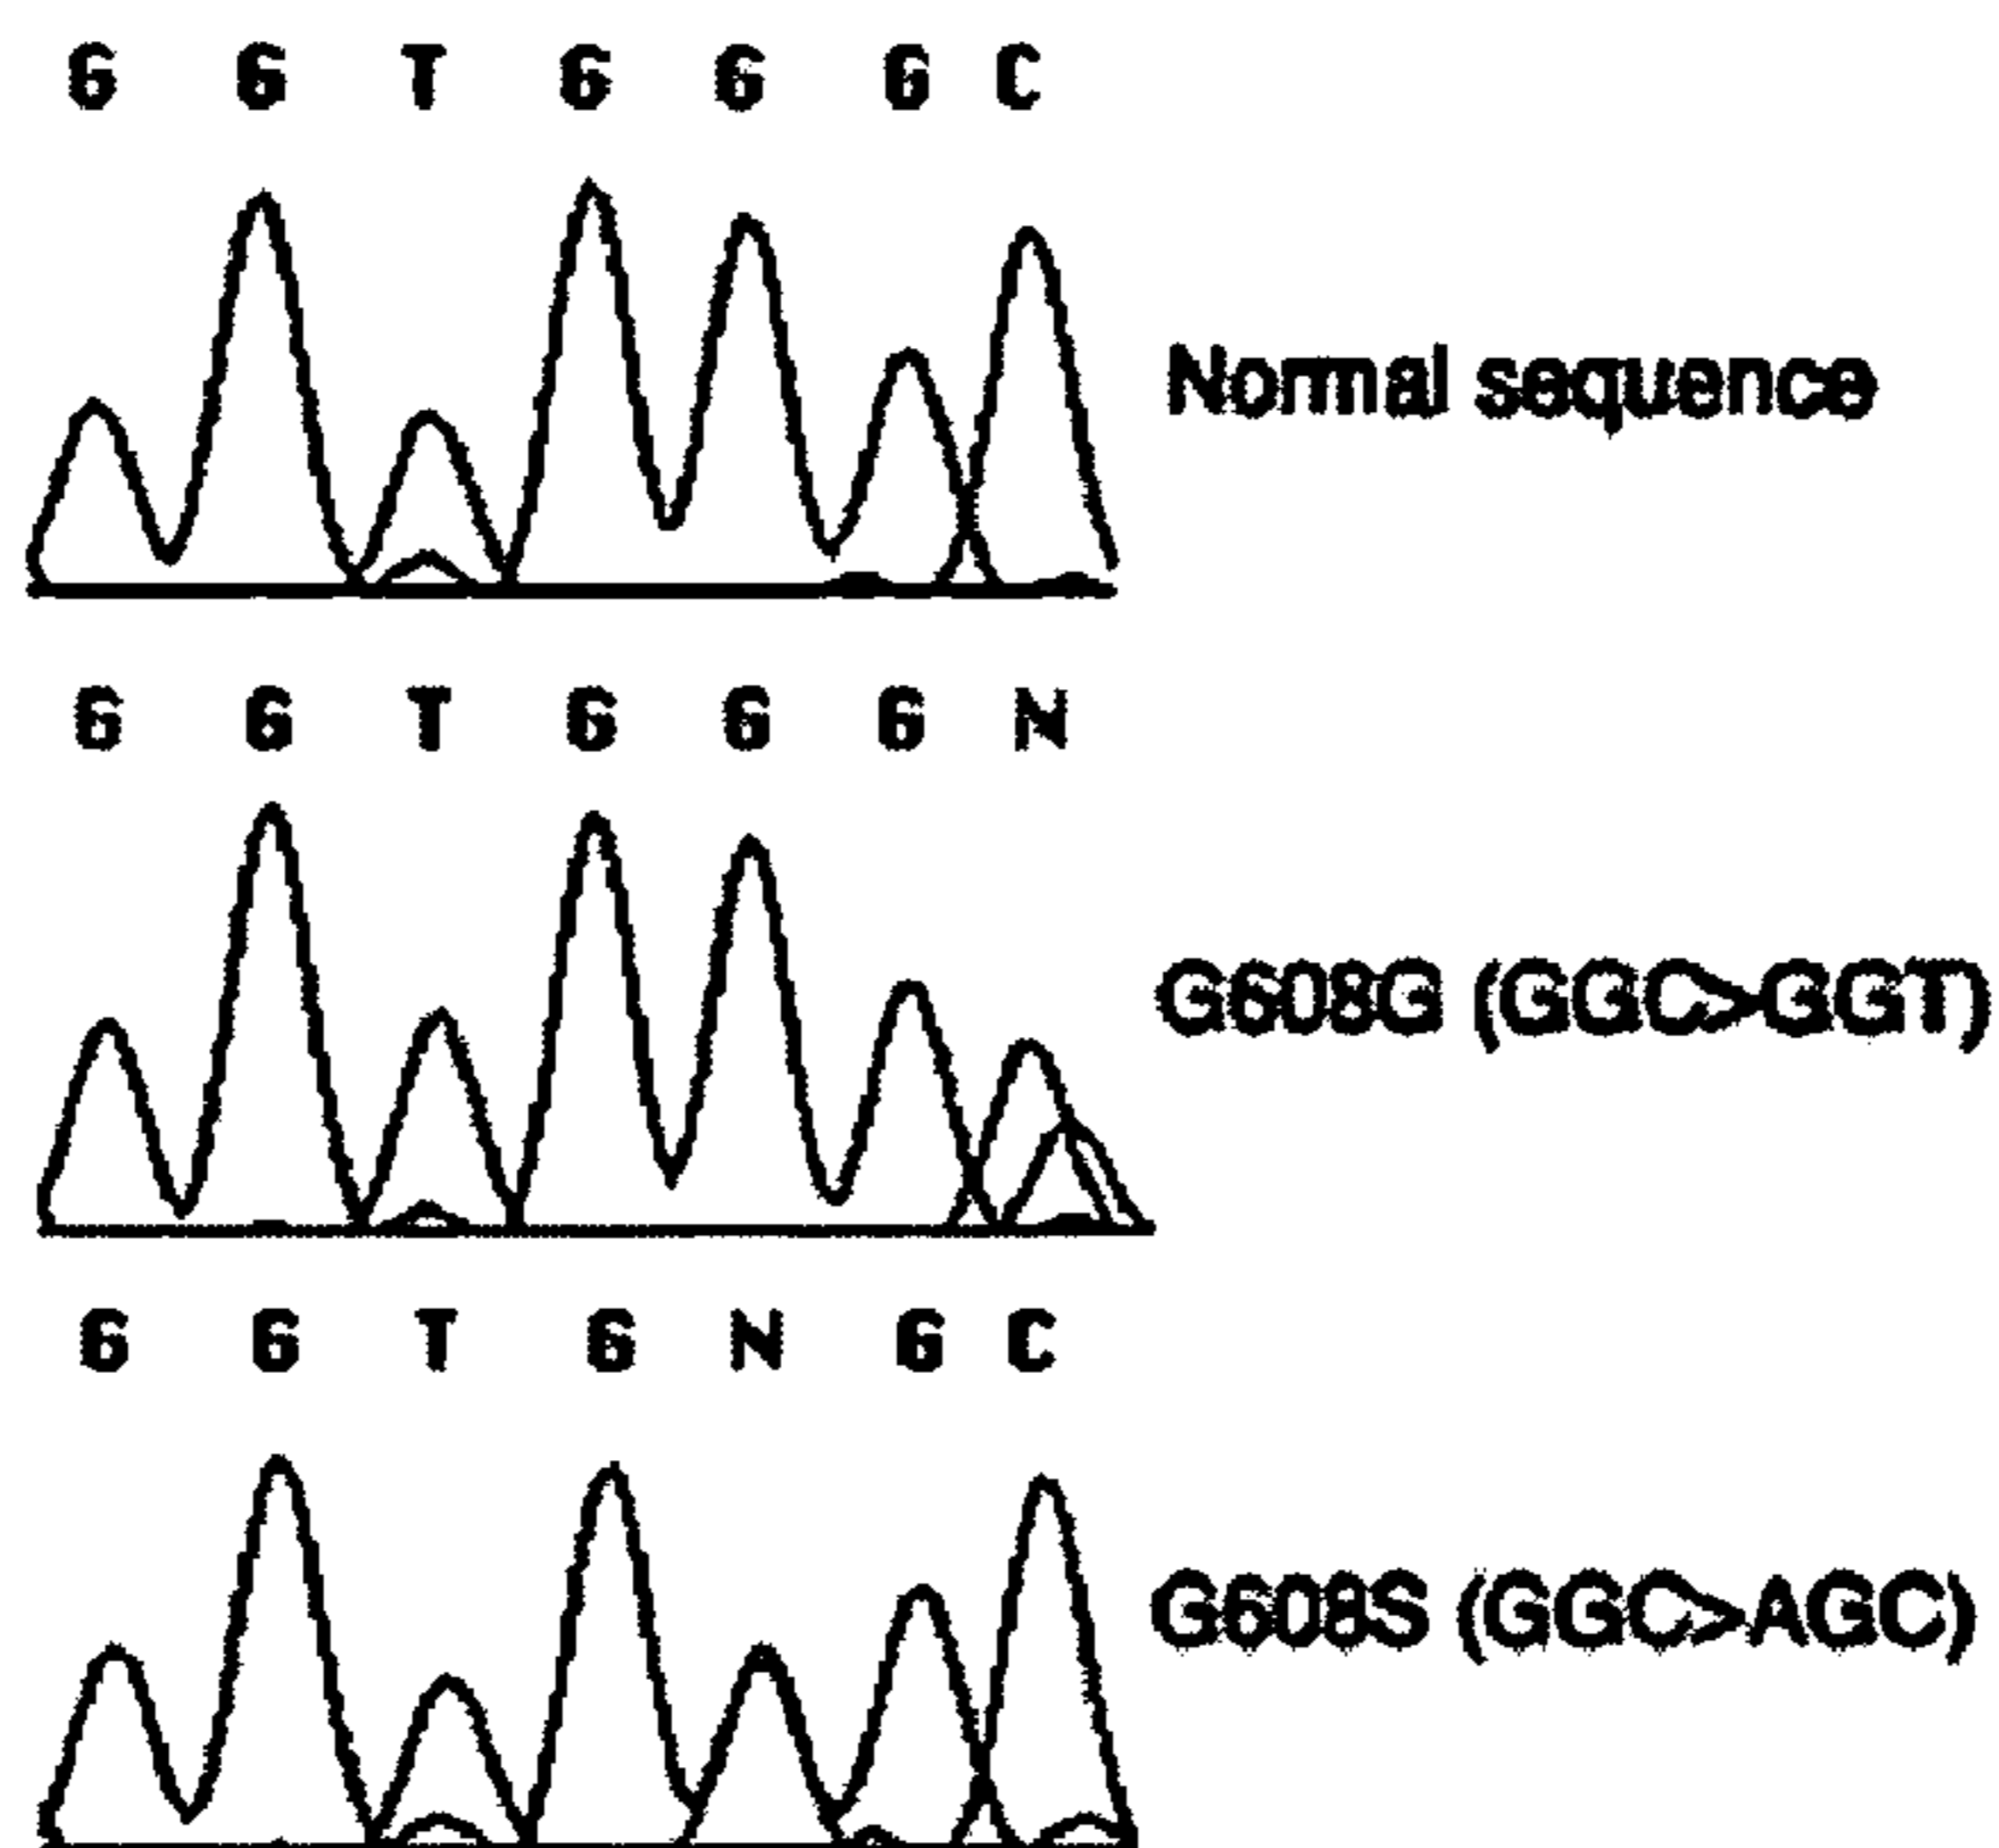 G G T G G G C
Normal sequence
G G T G G G N
G608G (GGC>GGT)
G G T G N G C
G608S (GGC>AGC)